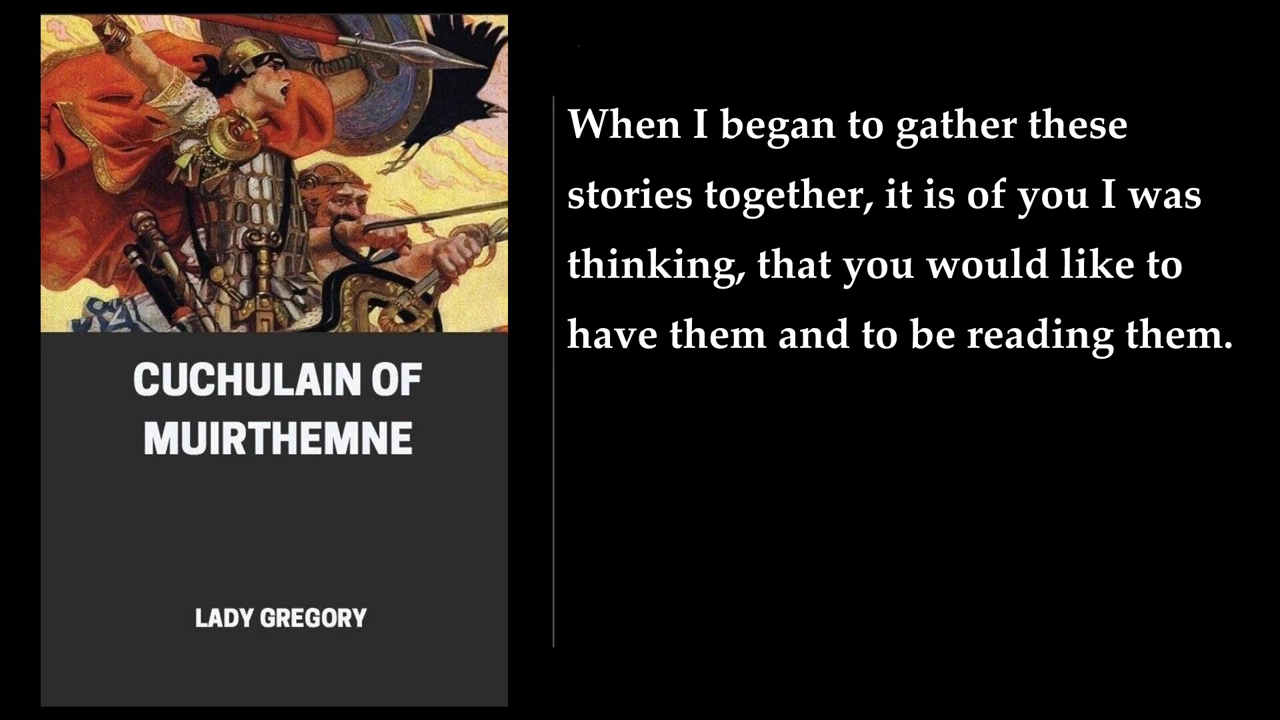 CUCHULAIN OF
MUIRTHEMNE
LADY GREGORY
When I began to gather these
stories together, it is of you I was
thinking, that you would like to
have them and to be reading them.